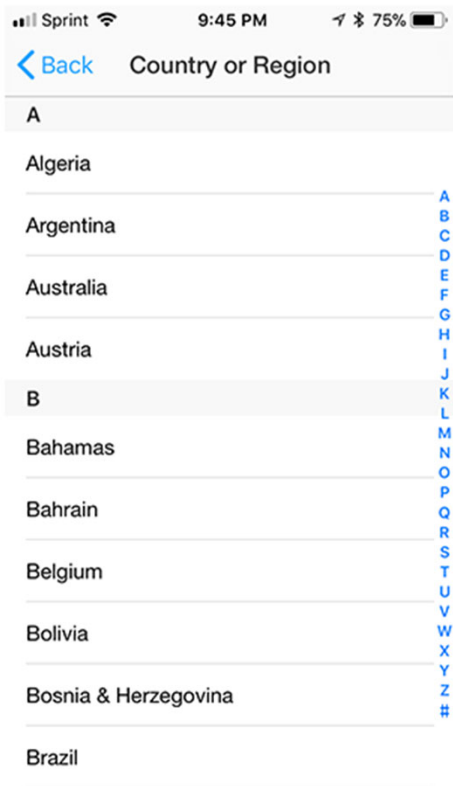 Sprint 9:45 PM 75%
Back Country or Region
A
Algeria
Argentina
Australia
Austria
B
Bahamas
Bahrain
Belgium
Bolivia
Bosnia & Herzegovina
Brazil
A
B
C
D
E
F
G
H
I
J
K
L
M
N
O
P
Q
R
S
T
U
V
W
X
Y
Z
#